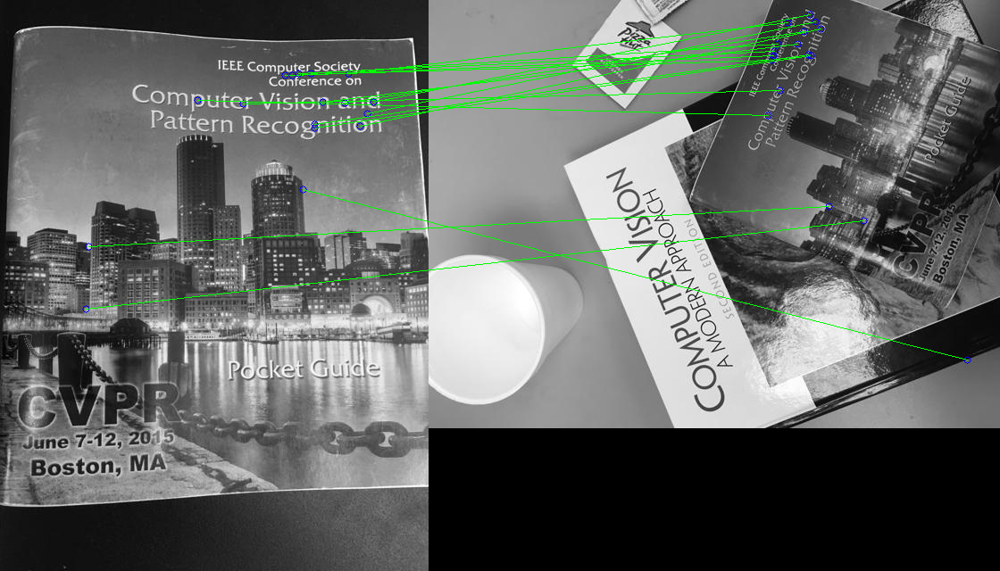 IEEE Computer Society
Conference on
Computer Vision and
Pattern Recognition
Pocket Guide
CVPR
June 7-12, 2015
Boston, MA
Pizza
Hut
COMPUTER VISION
A MODERN APPROACH
SECOND EDITION
IEEE Computer Society
Computer Vision and
Pattern Recognition
Pocket Guide
CVPR
June 7-12, 2015
Boston, MA